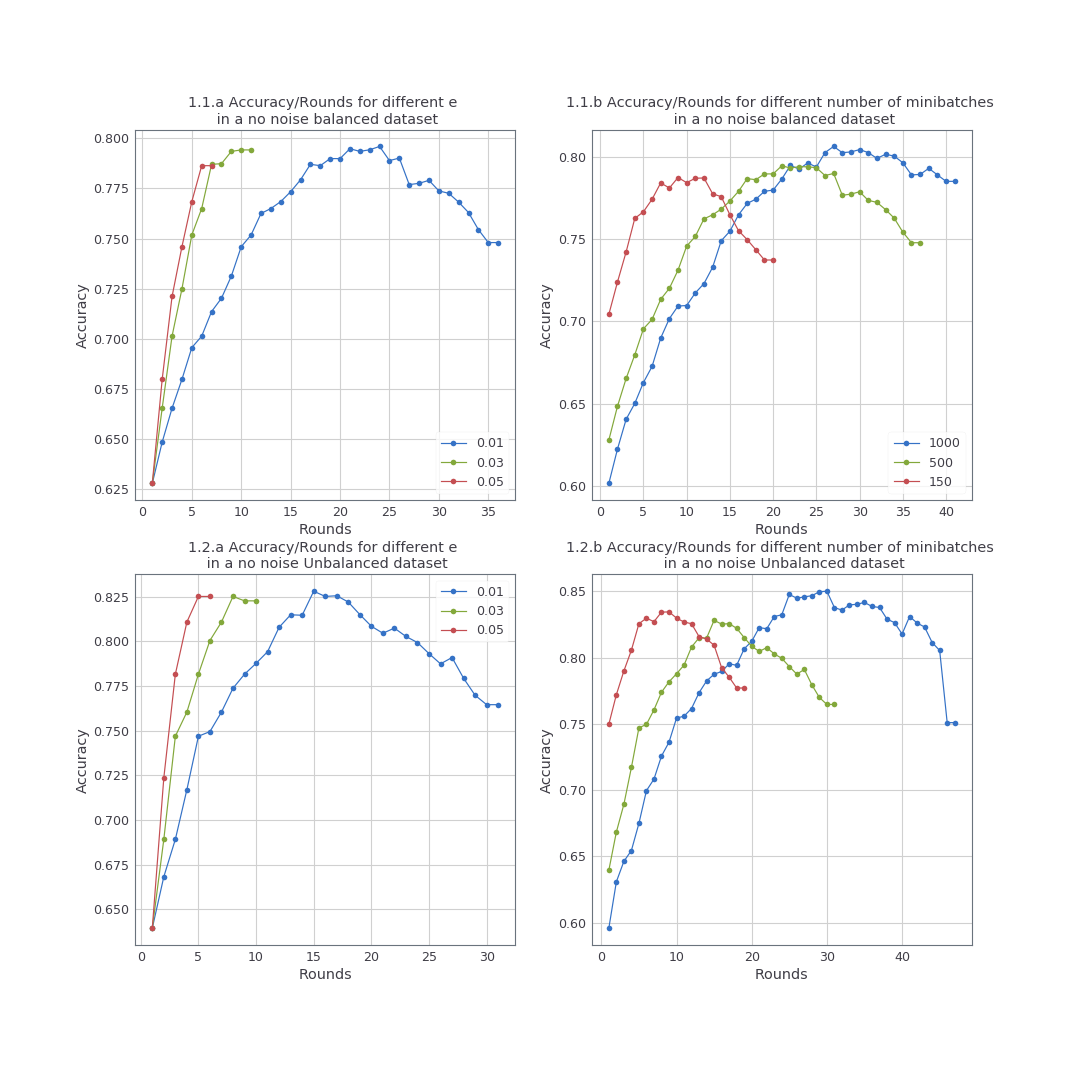 1.1.a Accuracy/Rounds for different e
in a no noise balanced dataset
0.800
0.775
0.750
0.725
0.700
0.675
0.650
0.625
Accuracy
0.01
0.03
0.05
0 5 10 15 20 25 30 35
Rounds
1.1.b Accuracy/Rounds for different number of minibatches
in a no noise balanced dataset
0.80
0.75
0.70
0.65
0.60
Accuracy
1000
500
150
0 5 10 15 20 25 30 35 40
Rounds
1.2.a Accuracy/Rounds for different e
in a no noise Unbalanced dataset
0.825
0.800
0.775
0.750
0.725
0.700
0.675
0.650
Accuracy
0.01
0.03
0.05
0 5 10 15 20 25 30
Rounds
1.2.b Accuracy/Rounds for different number of minibatches
in a no noise Unbalanced dataset
0.85
0.80
0.75
0.70
0.65
0.60
Accuracy
0 10 20 30 40
Rounds